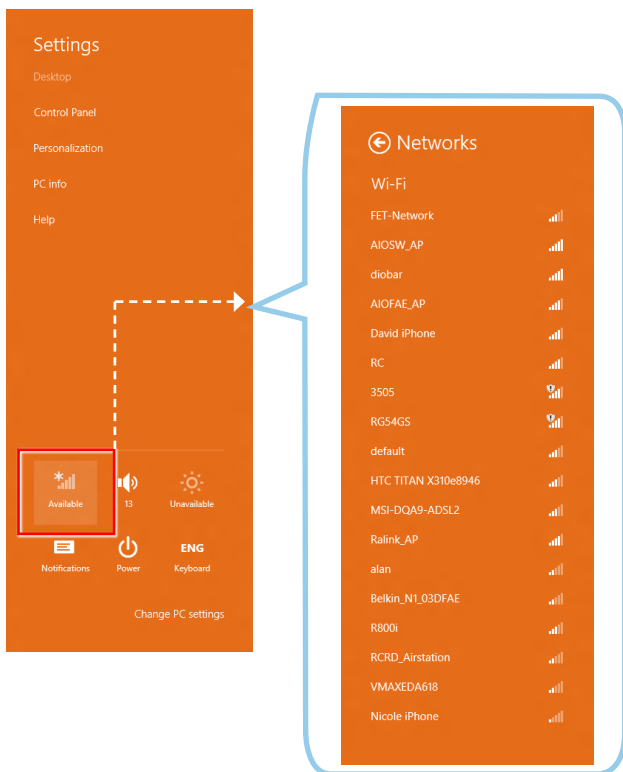 Settings
Desktop
Control Panel
Personalization
PC info
Help
Available
13
Unavailable
Notifications
Power
ENG
Keyboard
Change PC settings
Networks
Wi-Fi
FET-Network
AIOSW_AP
diobar
AIOFAE_AP
David iPhone
RC
3505
RG54GS
default
HTC TITAN X310e8946
MSI-DQA9-ADSL2
Ralink_AP
alan
Belkin_N1_03DFAE
R800i
RCRD_Airstation
VMAXEDA618
Nicole iPhone